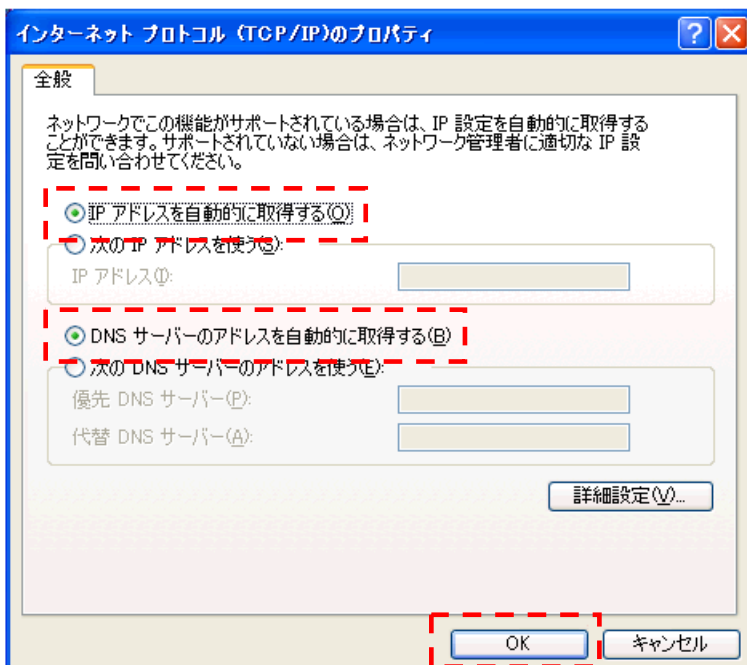 インターネット プロトコル (TCP/IP)のプロパティ
全般
ネットワークでこの機能がサポートされている場合は、IP 設定を自動的に取得する
ことができます。サポートされていない場合は、ネットワーク管理者に適切な IP 設
定を問い合わせてください。
IP アドレスを自動的に取得する(O)
次の IP アドレスを使う(S):
IP アドレス(I):
DNS サーバーのアドレスを自動的に取得する(B)
次の DNS サーバーのアドレスを使う(E):
優先 DNS サーバー(P):
代替 DNS サーバー(A):
詳細設定(V)...
OK
キャンセル